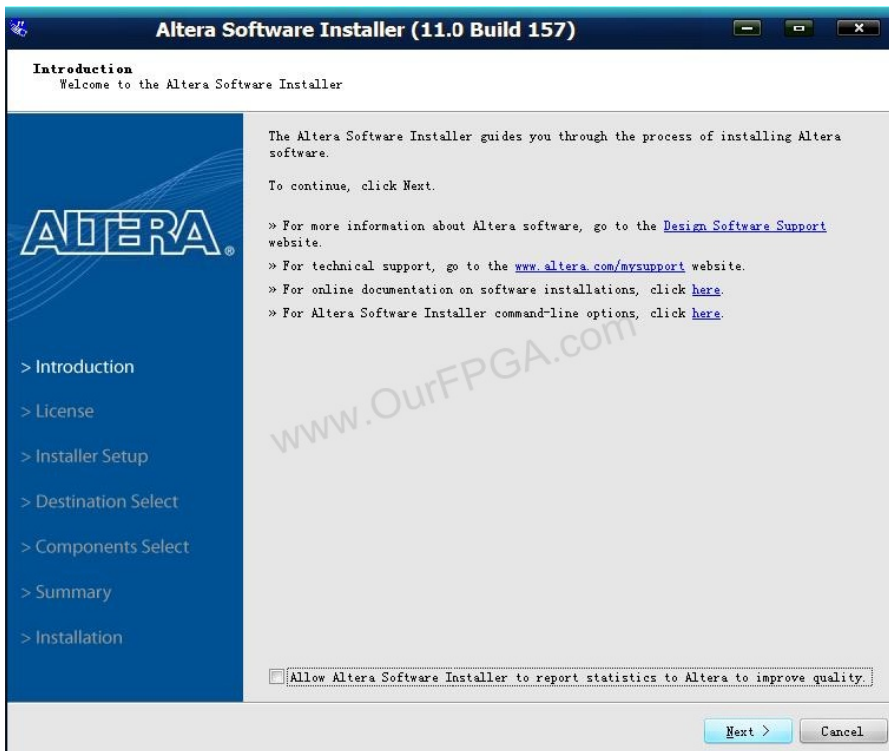 Altera Software Installer (11.0 Build 157)
Introduction
Welcome to the Altera Software Installer
The Altera Software Installer guides you through the process of installing Altera
software.
To continue, click Next.
» For more information about Altera software, go to the Design Software Support
website.
» For technical support, go to the www.altera.com/mysupport website.
» For online documentation on software installations, click here.
» For Altera Software Installer command-line options, click here.
ALTERA®
> Introduction
> License
> Installer Setup
> Destination Select
> Components Select
> Summary
> Installation
www.OurFPGA.com
Allow Altera Software Installer to report statistics to Altera to improve quality.
Next >
Cancel